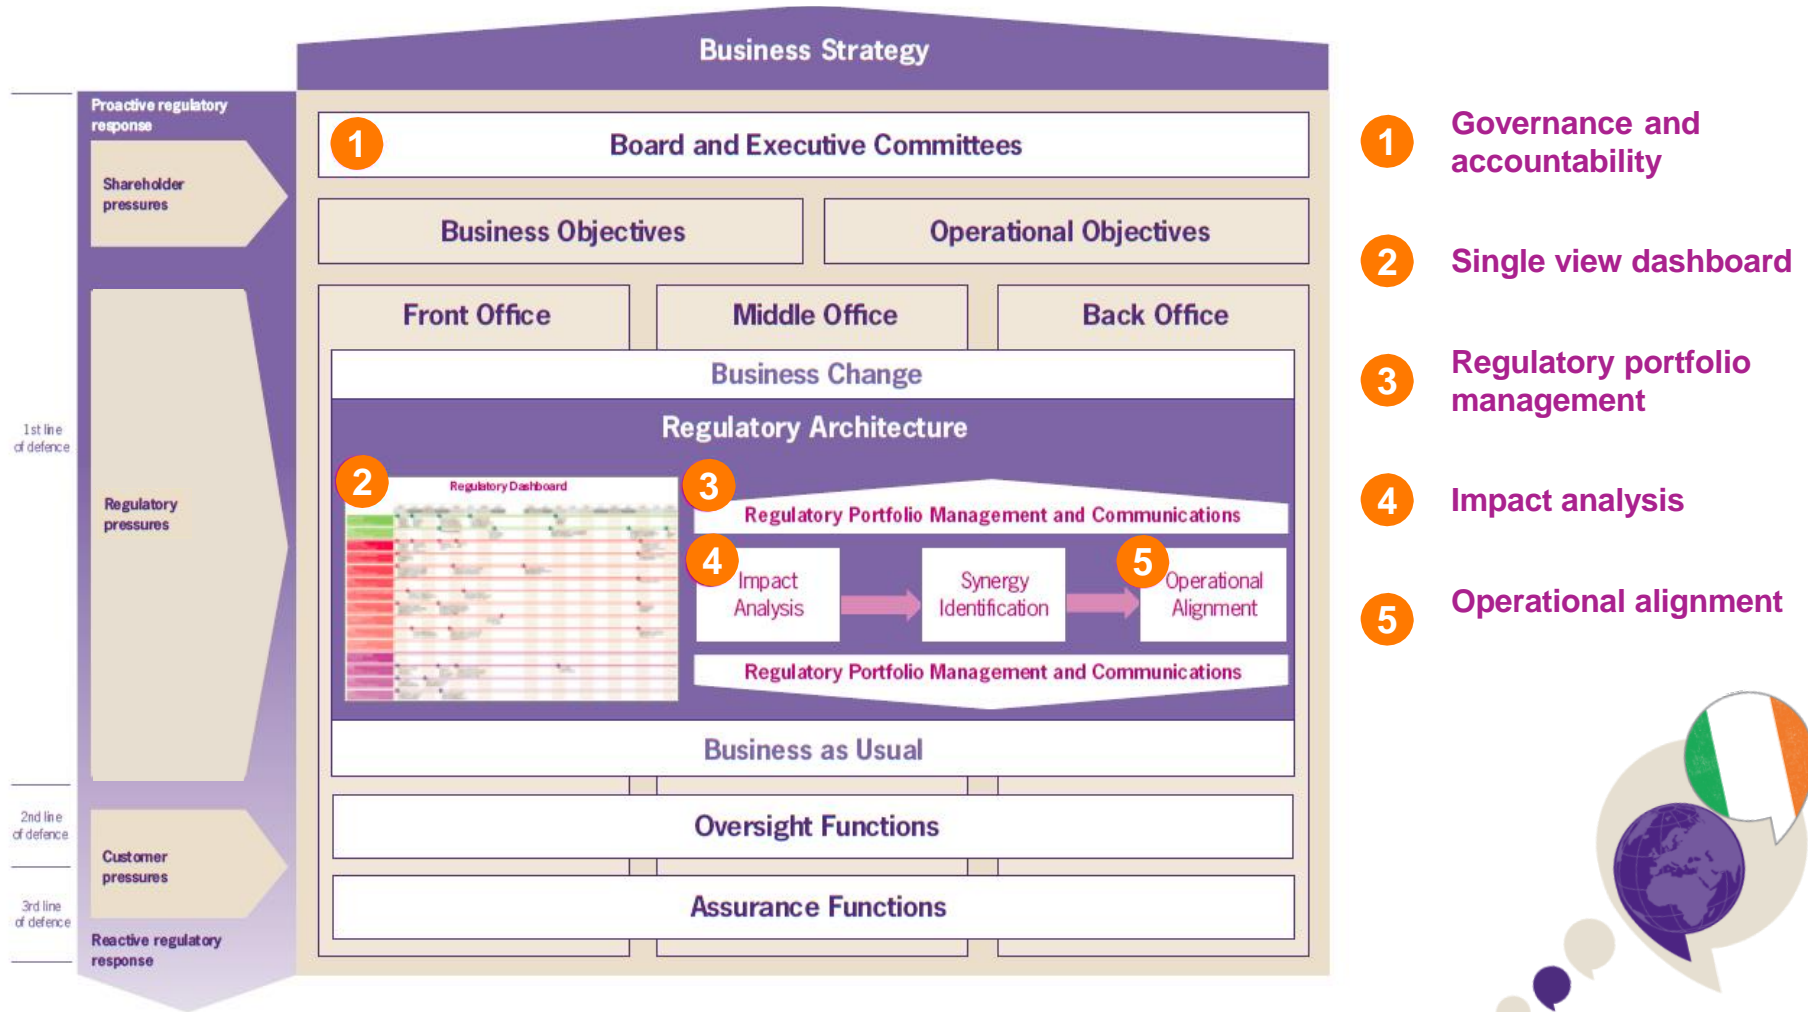 Business Strategy
Proactive regulatory
response
Shareholder
pressures
Regulatory
pressures
Customer
pressures
Reactive regulatory
response
1st line
of defence
2nd line
of defence
3rd line
of defence
1
Board and Executive Committees
Business Objectives
Operational Objectives
Front Office
Middle Office
Back Office
Business Change
Regulatory Architecture
2
Regulatory Dashboard
3
Regulatory Portfolio Management and Communications
4
Impact
Analysis
Synergy
Identification
5
Operational
Alignment
Regulatory Portfolio Management and Communications
Business as Usual
Oversight Functions
Assurance Functions
1
Governance and
accountability
2
Single view dashboard
3
Regulatory portfolio
management
4
Impact analysis
5
Operational alignment